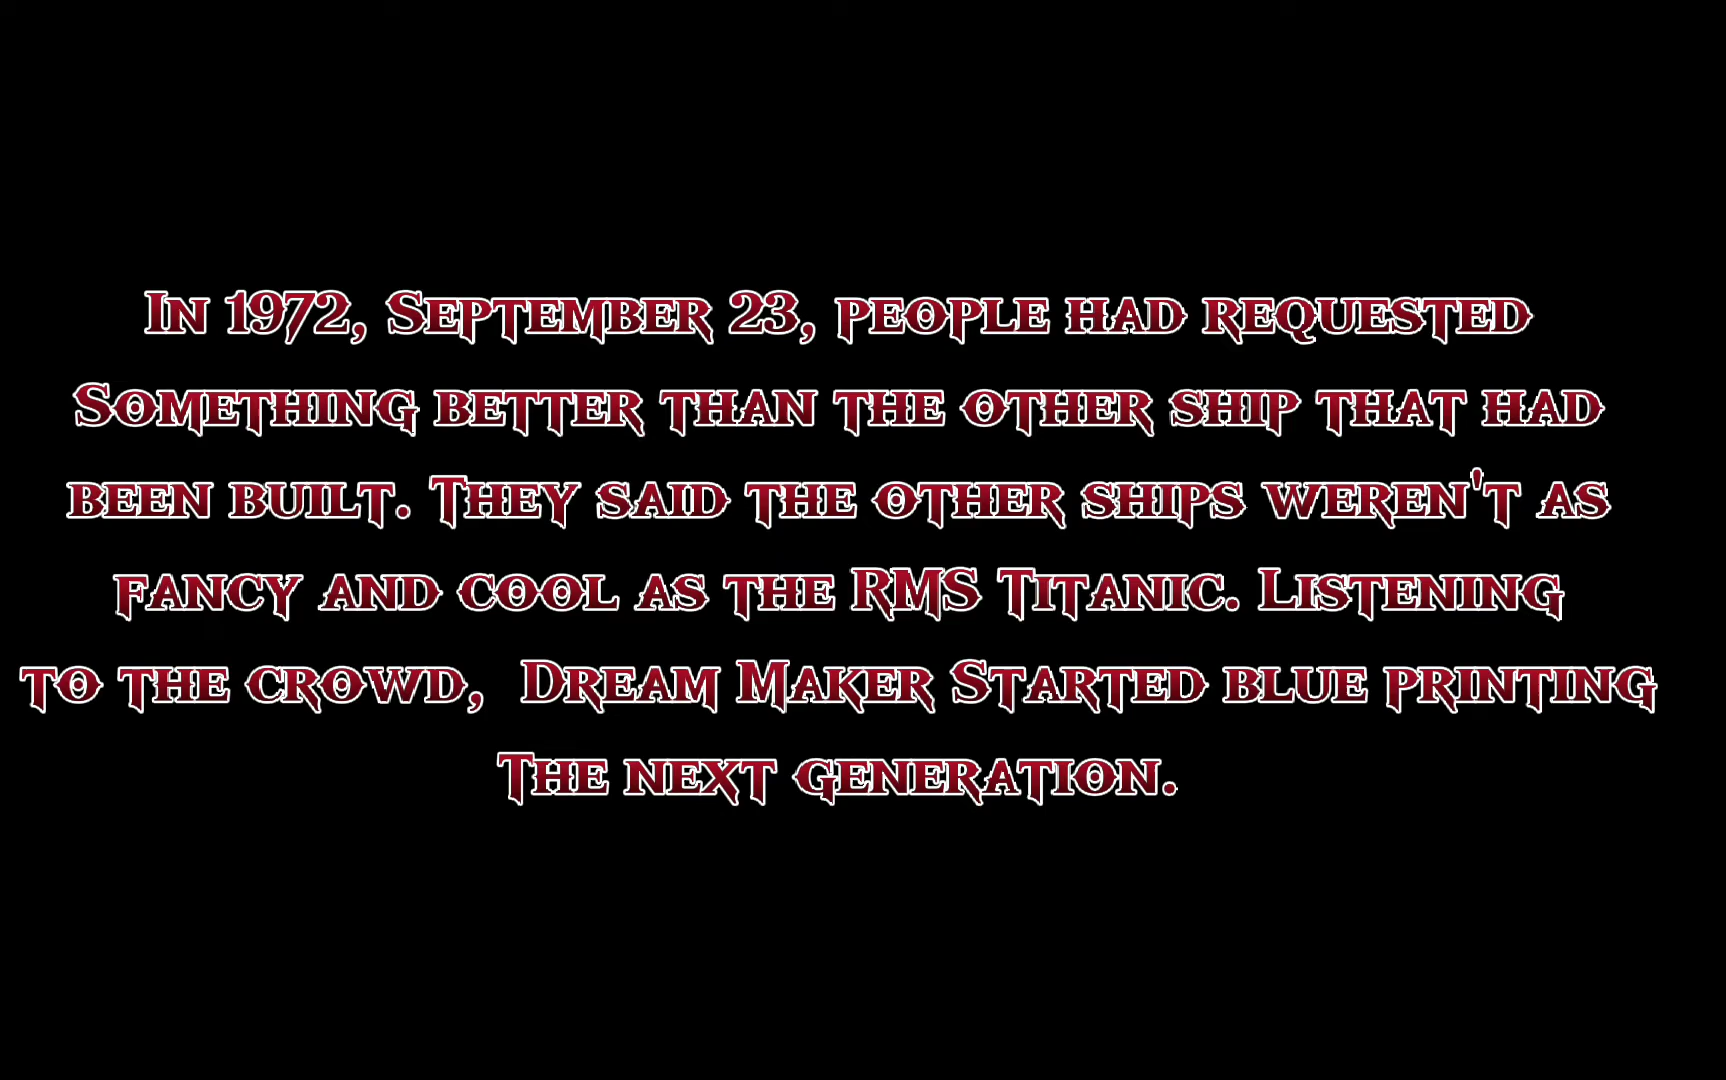 In 1972, September 23, people had requested
Something better than the other ship that had
been built. They said the other ships weren't as
fancy and cool as the RMS Titanic. Listening
to the crowd,  Dream Maker Started blue printing
The next generation.